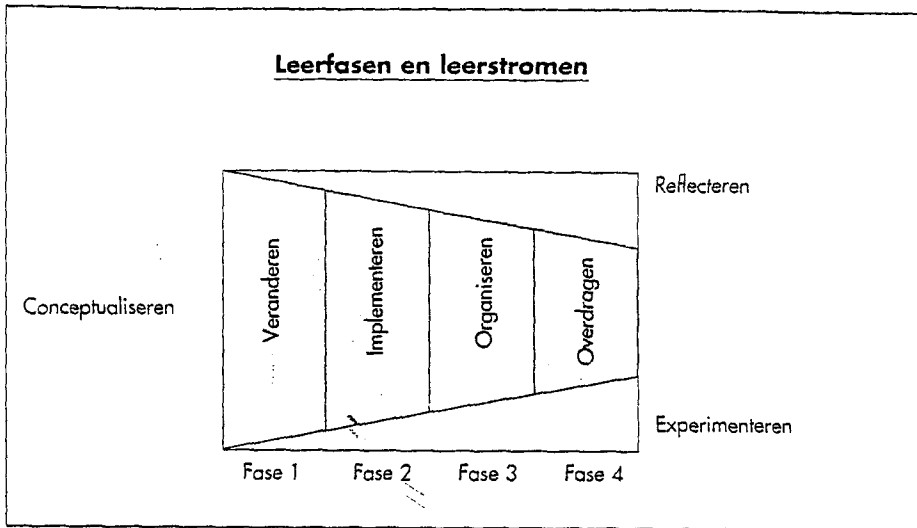 Leerfasen en leerstromen
Reflecteren
Conceptualiseren
Veranderen
Implementeren
Organiseren
Overdragen
Experimenteren
Fase 1
Fase 2
Fase 3
Fase 4